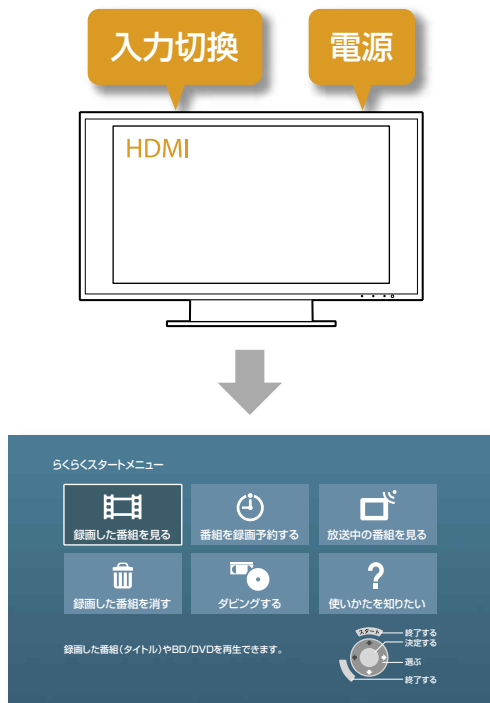 入力切換
電源
HDMI
らくらくスタートメニュー
録画した番組を見る
番組を録画予約する
放送中の番組を見る
録画した番組を消す
ダビングする
使いかたを知りたい
録画した番組(タイトル)やBD/DVDを再生できます。
スタート
終了する
決定する
選ぶ
終了する